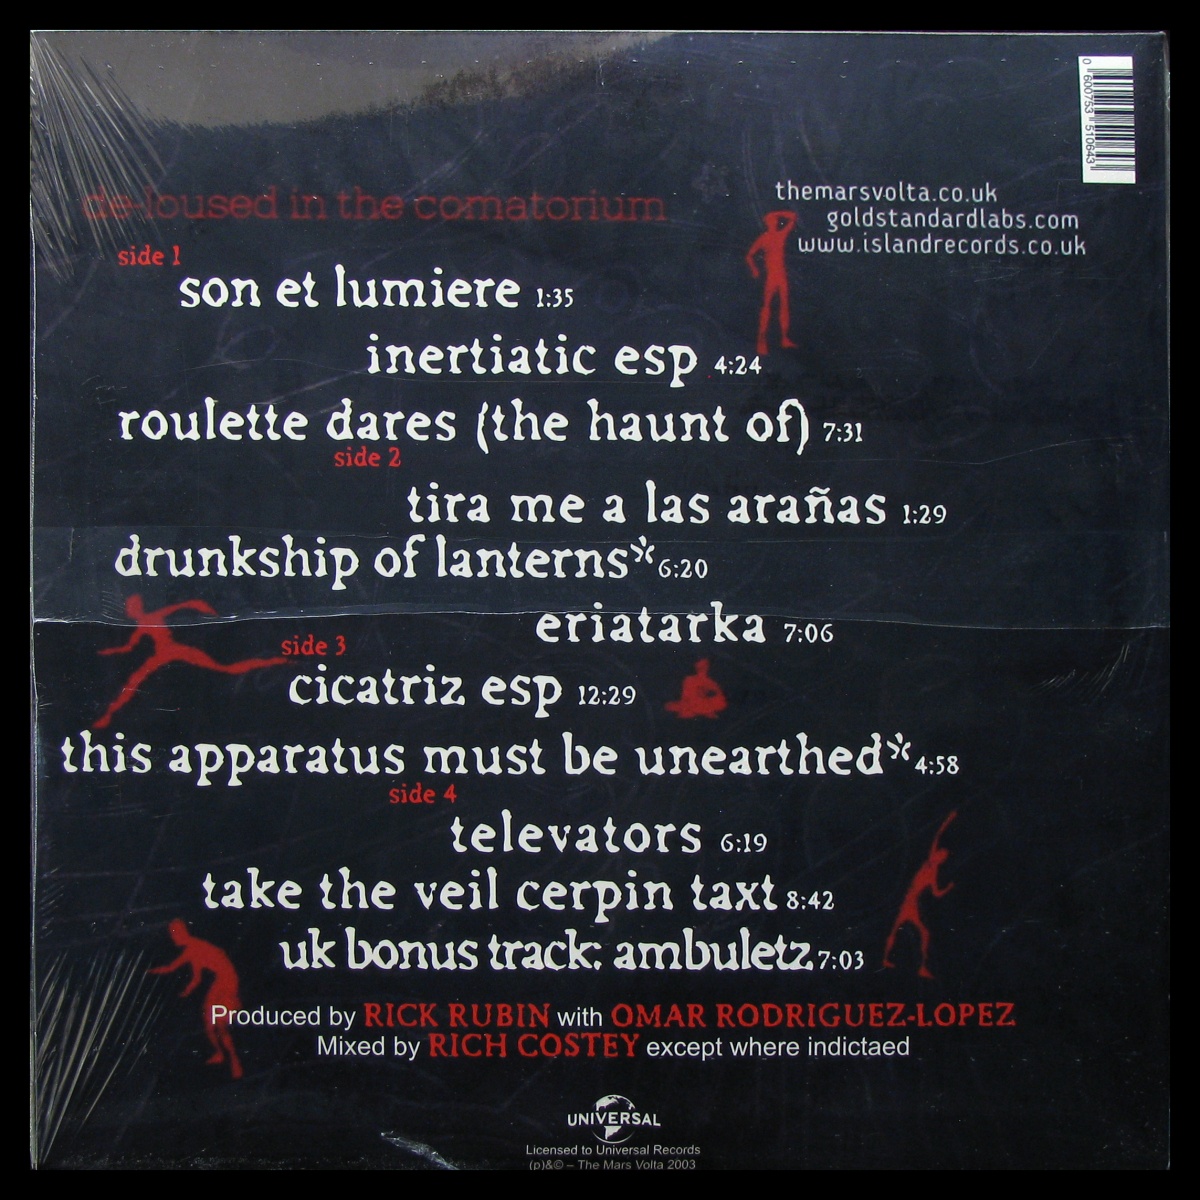 0 600753 510643
themarsvolta.co.uk
goldstandardlabs.com
www.islandrecords.co.uk
de-loused in the comatorium
side 1
son et lumiere 1:35
inertiatic esp 4:24
roulette dares (the haunt of) 7:31
side 2
tira me a las arañas 1:29
drunkship of lanterns* 6:20
eriatarka 7:06
side 3
cicatriz esp 12:29
this apparatus must be unearthed* 4:58
side 4
televators 6:19
take the veil cerpin taxt 8:42
uk bonus track: ambuletz 7:03
Produced by RICK RUBIN with OMAR RODRIGUEZ-LOPEZ
Mixed by RICH COSTEY except where indictaed
UNIVERSAL
Licensed to Universal Records
(p)&© – The Mars Volta 2003